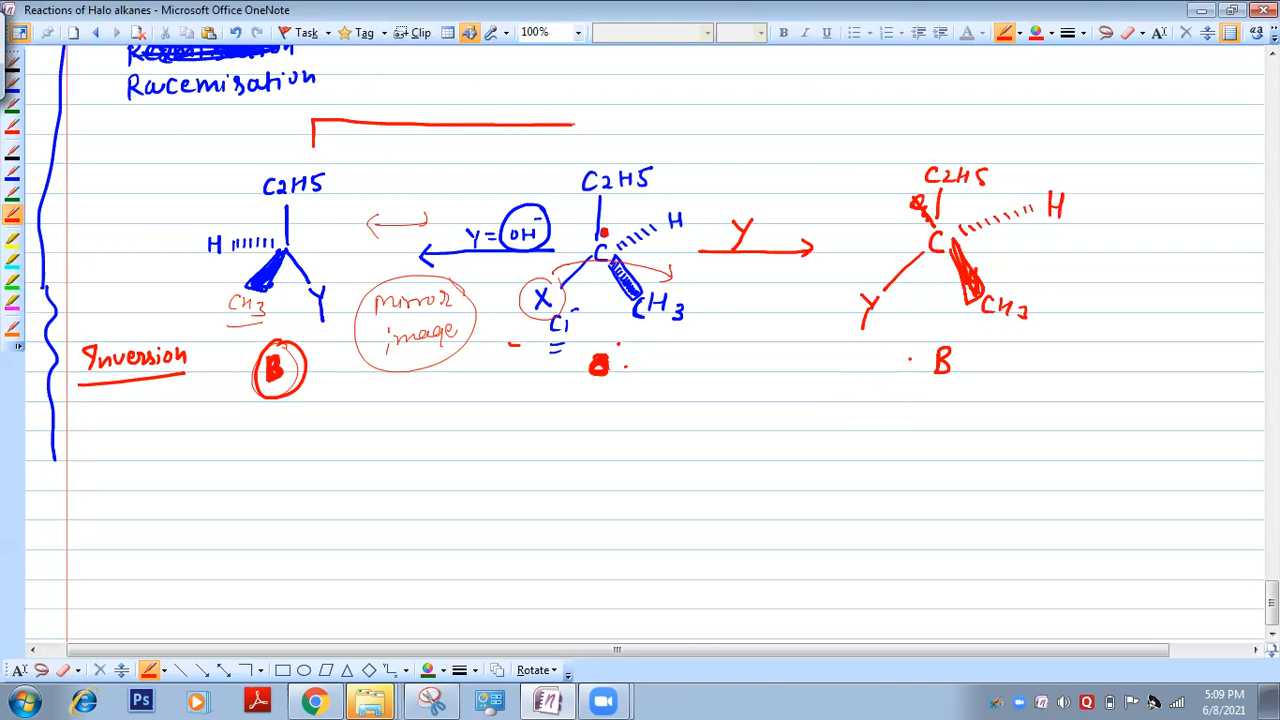 Reactions of Halo alkanes - Microsoft Office OneNote
Task
Tag
Clip
100%
B I U
Racemisation
C2H5
H
CH3
Y
B
Inversion
mirror
image
Y = OH-
C2H5
H
C
X
CH3
Cl-
Y
C2H5
H
C
Y
CH3
B
Rotate
5:09 PM
6/8/2021